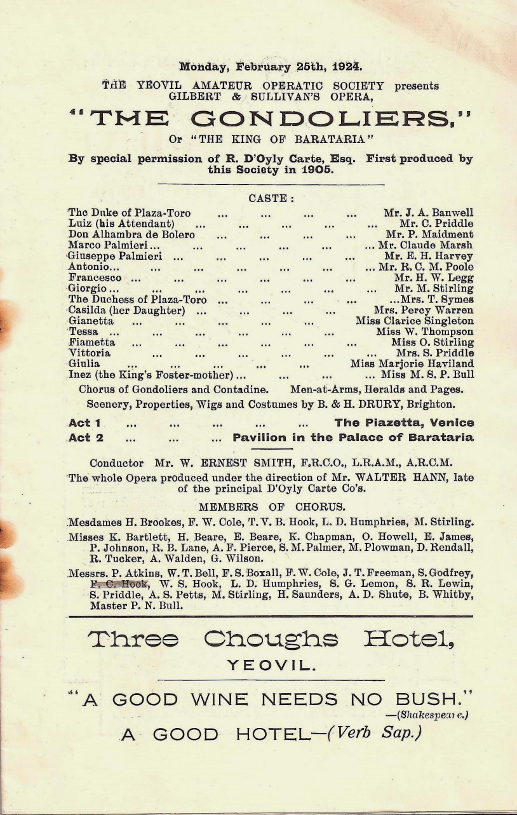 Monday, February 25th, 1924.
THE YEOVIL AMATEUR OPERATIC SOCIETY presents
GILBERT & SULLIVAN'S OPERA,
"THE GONDOLIERS,"
Or "THE KING OF BARATARIA"
By special permission of R. D'Oyly Carte, Esq. First produced by
this Society in 1905.
CASTE :
The Duke of Plaza-Toro ... ... ... ... Mr. J. A. Banwell
Luiz (his Attendant) ... ... ... ... Mr. C. Priddle
Don Alhambra de Bolero ... ... ... ... Mr. P. Maidment
Marco Palmieri... ... ... ... ... ... Mr. Claude Marsh
Giuseppe Palmieri ... ... ... ... ... Mr. E. H. Harvey
Antonio... ... ... ... ... ... ... Mr. R. C. M. Poole
Francesco ... ... ... ... ... ... Mr. H. W. Legg
Giorgio... ... ... ... ... ... ... Mr. M. Stirling
The Duchess of Plaza-Toro ... ... ... ...Mrs. T. Symes
Casilda (her Daughter) ... ... ... ... Mrs. Percy Warren
Gianetta ... ... ... ... ... Miss Clarice Singleton
Tessa ... ... ... ... ... ... Miss W. Thompson
Fiametta ... ... ... ... ... Miss O. Stirling
Vittoria ... ... ... ... ... ... Mrs. S. Priddle
Giulia ... ... ... ... ... Miss Marjorie Haviland
Inez (the King's Foster-mother)... ... ... ... Miss M. S. P. Bull
Chorus of Gondoliers and Contadine. Men-at-Arms, Heralds and Pages.
Scenery, Properties, Wigs and Costumes by B. & H. DRURY, Brighton.
Act 1 ... ... ... ... ... The Piazetta, Venice
Act 2 ... ... ... Pavilion in the Palace of Barataria
Conductor Mr. W. ERNEST SMITH, F.R.C.O., L.R.A.M., A.R.C.M.
The whole Opera produced under the direction of Mr. WALTER HANN, late
of the principal D'Oyly Carte Co's.
MEMBERS OF CHORUS.
Mesdames H. Brookes, F. W. Cole, T. V. B. Hook, L. D. Humphries, M. Stirling.
Misses K. Bartlett, H. Beare, E. Beare, K. Chapman, O. Howell, E. James,
P. Johnson, R. B. Lane, A. F. Pierce, S. M. Palmer, M. Plowman, D. Rendall,
R. Tucker, A. Walden, G. Wilson.
Messrs. P. Atkins, W. T. Bell, F. S. Boxall, F. W. Cole, J. T. Freeman, S. Godfrey,
F. C. Hook, W. S. Hook, L. D. Humphries, S. G. Lemon, S. R. Lewin,
S. Priddle, A. S. Petts, M. Stirling, H. Saunders, A. D. Shute, B. Whitby,
Master P. N. Bull.
Three Choughs Hotel,
YEOVIL.
"A GOOD WINE NEEDS NO BUSH."
—(Shakespeare.)
A GOOD HOTEL—(Verb Sap.)